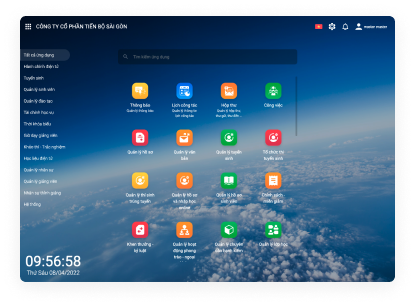 CÔNG TY CỔ PHẦN TIẾN BỘ SÀI GÒN
master master
Tất cả ứng dụng
Hành chính điện tử
Tuyển sinh
Quản lý sinh viên
Quản lý đào tạo
Tài chính học vụ
Thời khóa biểu
Giờ dạy giảng viên
Khảo thí - Trắc nghiệm
Học liệu điện tử
Quản lý nhân sự
Quản lý giảng viên
Nhận sự thỉnh giảng
Hệ thống
Tìm kiếm ứng dụng
Thông báo
Quản lý thông báo
Lịch công tác
Quản lý thông tin
lịch công tác
Hộp thư
Quản lý hộp thư
thư gửi, thư đến ...
Công việc
Quản lý hồ sơ
Quản lý văn
bản
Quản lý tuyển
sinh
Tổ chức thi
tuyển sinh
Quản lý thí sinh
trúng tuyển
Quản lý hồ sơ
và nhập học
online
Quản lý hồ sơ
sinh viên
Chính sách
miễn giảm
Khen thưởng -
kỷ luật
Quản lý hoạt
động phong
trào - ngoại
Quản lý chuyên
cần hạnh kiểm
Quản lý lớp học
09:56:58
Thứ Sáu 08/04/2022